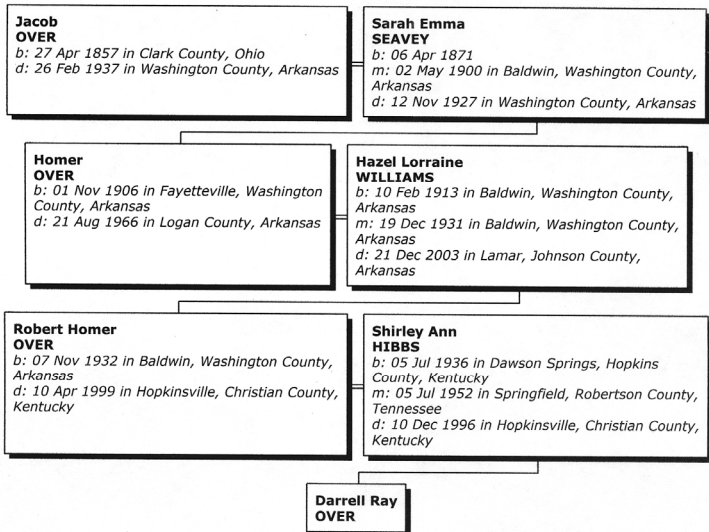 Jacob
OVER
b: 27 Apr 1857 in Clark County, Ohio
d: 26 Feb 1937 in Washington County, Arkansas
Sarah Emma
SEAVEY
b: 06 Apr 1871
m: 02 May 1900 in Baldwin, Washington County,
Arkansas
d: 12 Nov 1927 in Washington County, Arkansas
Homer
OVER
b: 01 Nov 1906 in Fayetteville, Washington
County, Arkansas
d: 21 Aug 1966 in Logan County, Arkansas
Hazel Lorraine
WILLIAMS
b: 10 Feb 1913 in Baldwin, Washington County,
Arkansas
m: 19 Dec 1931 in Baldwin, Washington County,
Arkansas
d: 21 Dec 2003 in Lamar, Johnson County,
Arkansas
Robert Homer
OVER
b: 07 Nov 1932 in Baldwin, Washington County,
Arkansas
d: 10 Apr 1999 in Hopkinsville, Christian County,
Kentucky
Shirley Ann
HIBBS
b: 05 Jul 1936 in Dawson Springs, Hopkins
County, Kentucky
m: 05 Jul 1952 in Springfield, Robertson County,
Tennessee
d: 10 Dec 1996 in Hopkinsville, Christian County,
Kentucky
Darrell Ray
OVER